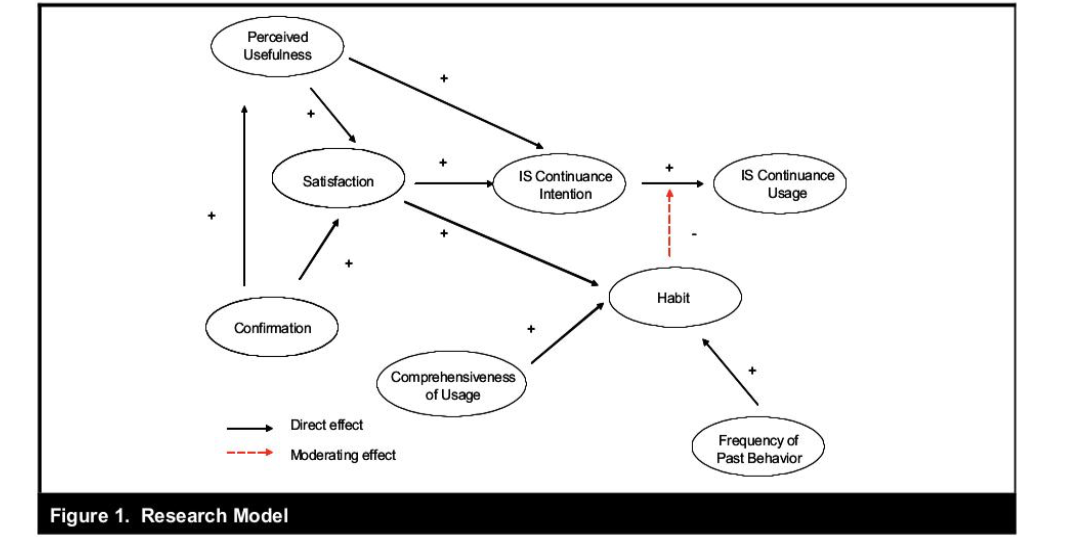 Perceived
Usefulness
+
+
Satisfaction
+
IS Continuance
Intention
+
IS Continuance
Usage
+
+
-
+
Habit
Confirmation
+
Comprehensiveness
of Usage
+
Direct effect
Moderating effect
Frequency of
Past Behavior
Figure 1. Research Model